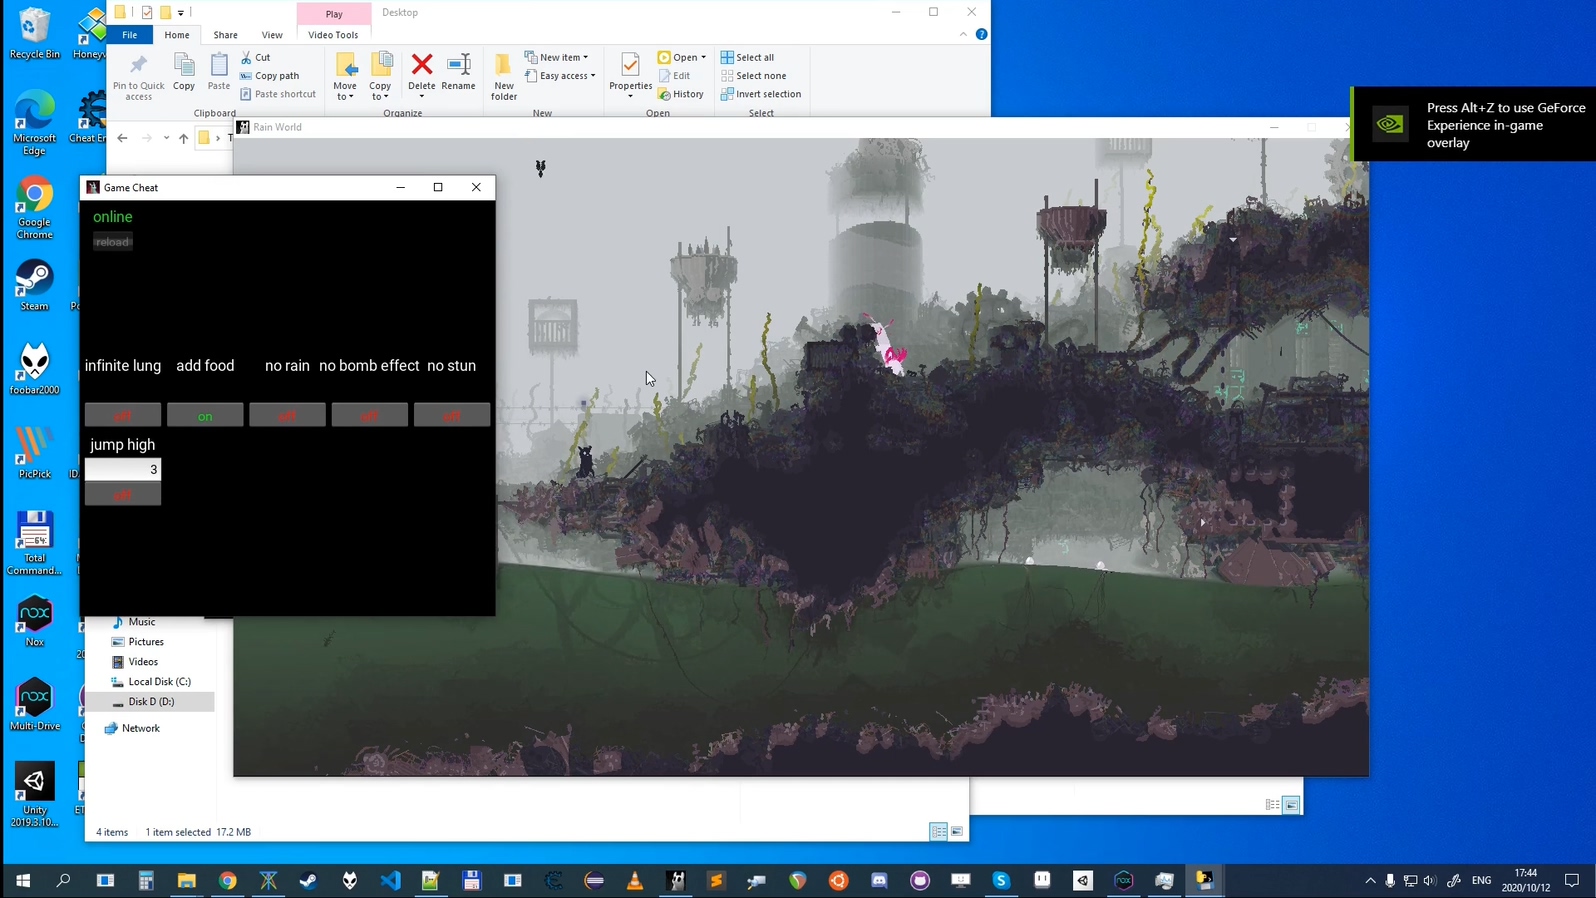 Recycle Bin
Microsoft
Edge
Google
Chrome
Steam
foobar2000
PicPick
Total
Command...
Nox
Multi-Drive
Unity
2019.3.10...
Honeyv
Cheat En
Play
Desktop
File
Home
Share
View
Video Tools
Pin to Quick
access
Copy
Paste
Cut
Copy path
Paste shortcut
Clipboard
Move
to
Copy
to
Delete
Rename
Organize
New
folder
New item
Easy access
New
Properties
Open
Edit
History
Open
Select all
Select none
Invert selection
Select
Rain World
Press Alt+Z to use GeForce
Experience in-game
overlay
Game Cheat
online
reload
infinite lung
add food
no rain
no bomb effect
no stun
off
on
off
off
off
jump high
3
off
Music
Pictures
Videos
Local Disk (C:)
Disk D (D:)
Network
4 items
1 item selected
17.2 MB
ENG
17:44
2020/10/12